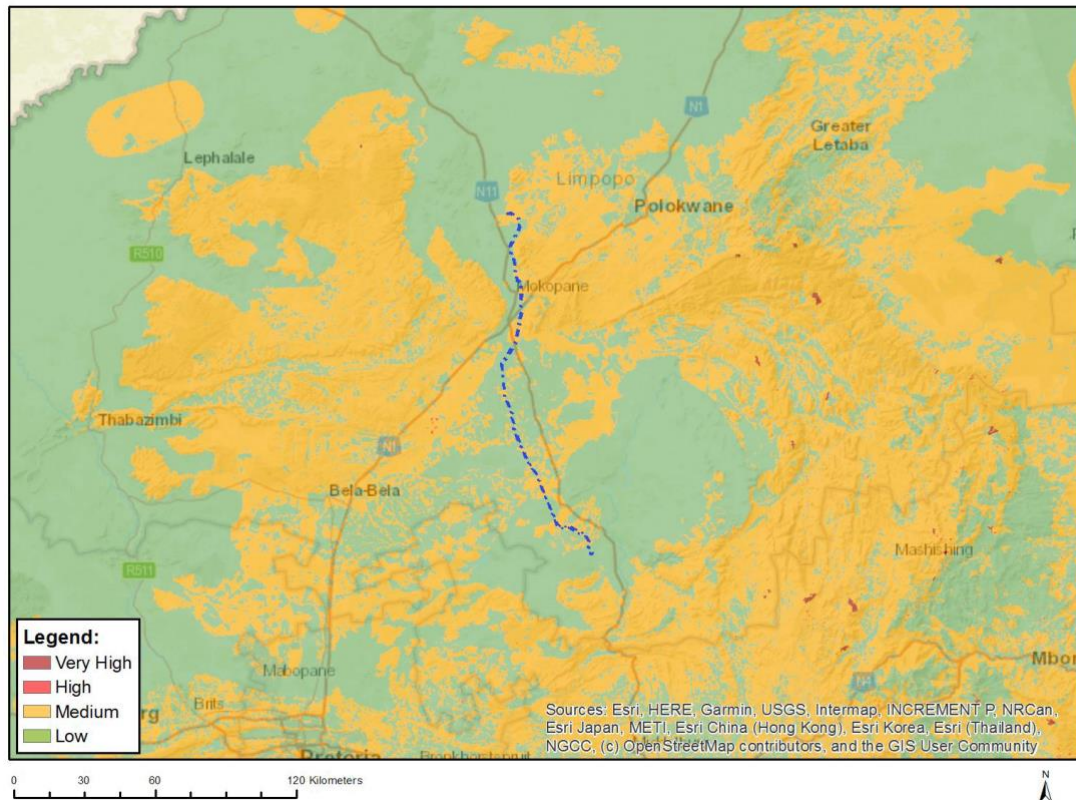 Lephalale
Greater
Letaba
N1
N11
Limpopo
Polokwane
R510
Mokopane
Thabazimbi
N1
Bela-Bela
Mashishing
R511
Legend:
Very High
High
Medium
Low
Mabopane
Brits
Pretoria
Sources: Esri, HERE, Garmin, USGS, Intermap, INCREMENT P, NRCan,
Esri Japan, METI, Esri China (Hong Kong), Esri Korea, Esri (Thailand),
NGCC, (c) OpenStreetMap contributors, and the GIS User Community
0 30 60 120 Kilometers
N